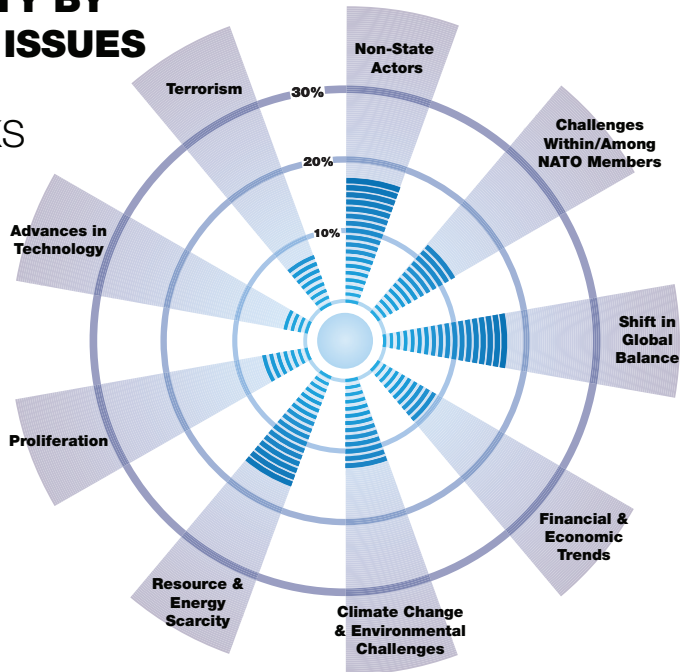 BY
ISSUES
Non-State
Actors
Terrorism
30%
Challenges
Within/Among
NATO Members
20%
Advances in
Technology
10%
Shift in
Global
Balance
Proliferation
Financial &
Economic
Trends
Resource &
Energy
Scarcity
Climate Change
& Environmental
Challenges